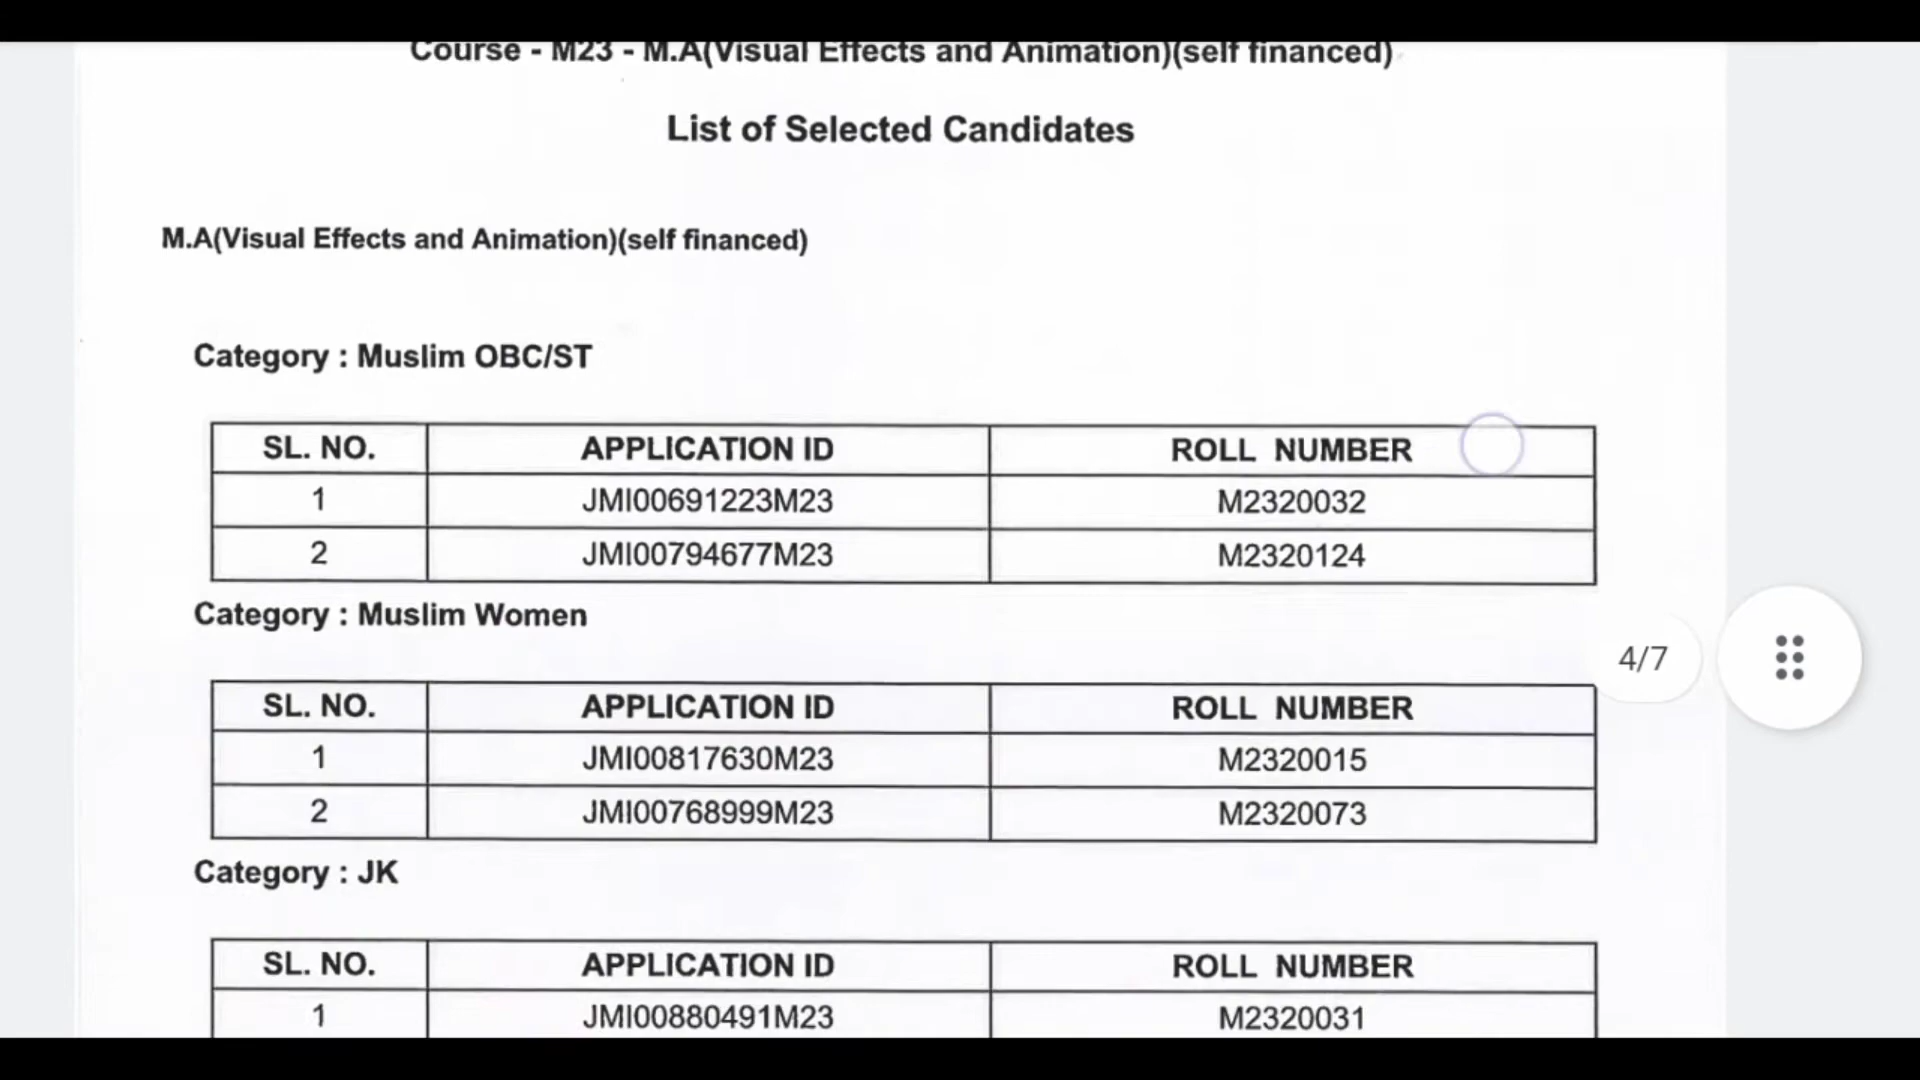 Course - M23 - M.A(Visual Effects and Animation)(self financed)
List of Selected Candidates
M.A(Visual Effects and Animation)(self financed)
Category : Muslim OBC/ST
SL. NO. APPLICATION ID ROLL NUMBER
1 JMI00691223M23 M2320032
2 JMI00794677M23 M2320124
Category : Muslim Women
4/7
SL. NO. APPLICATION ID ROLL NUMBER
1 JMI00817630M23 M2320015
2 JMI00768999M23 M2320073
Category : JK
SL. NO. APPLICATION ID ROLL NUMBER
1 JMI00880491M23 M2320031